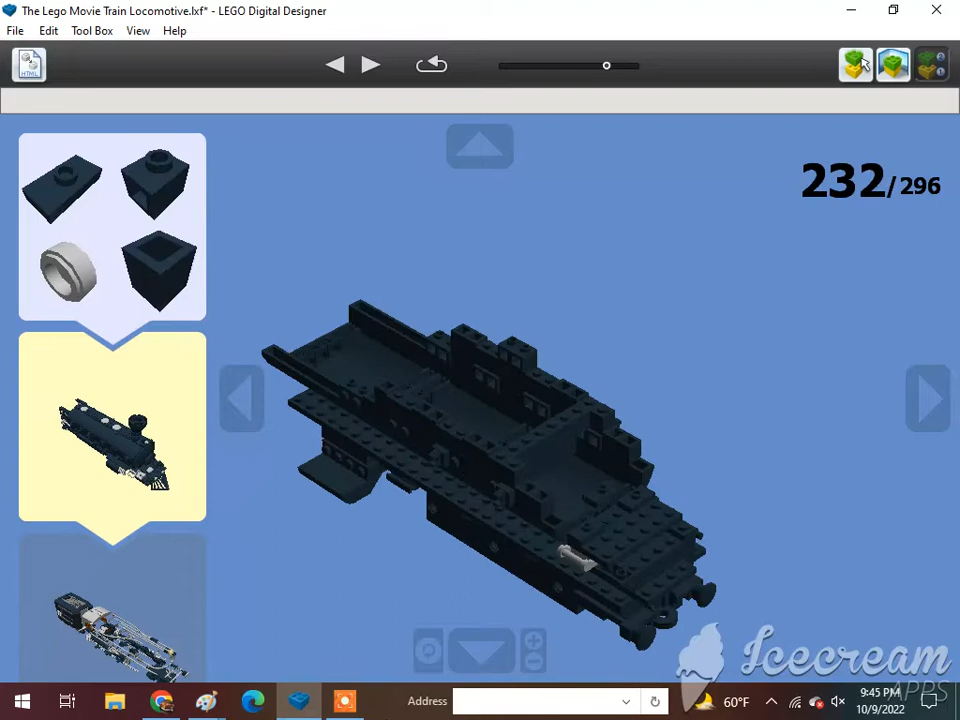 The Lego Movie Train Locomotive.lxf* - LEGO Digital Designer
File Edit Tool Box View Help
HTML
232/296
Icecream
APPS
Address
60°F
9:45 PM
10/9/2022